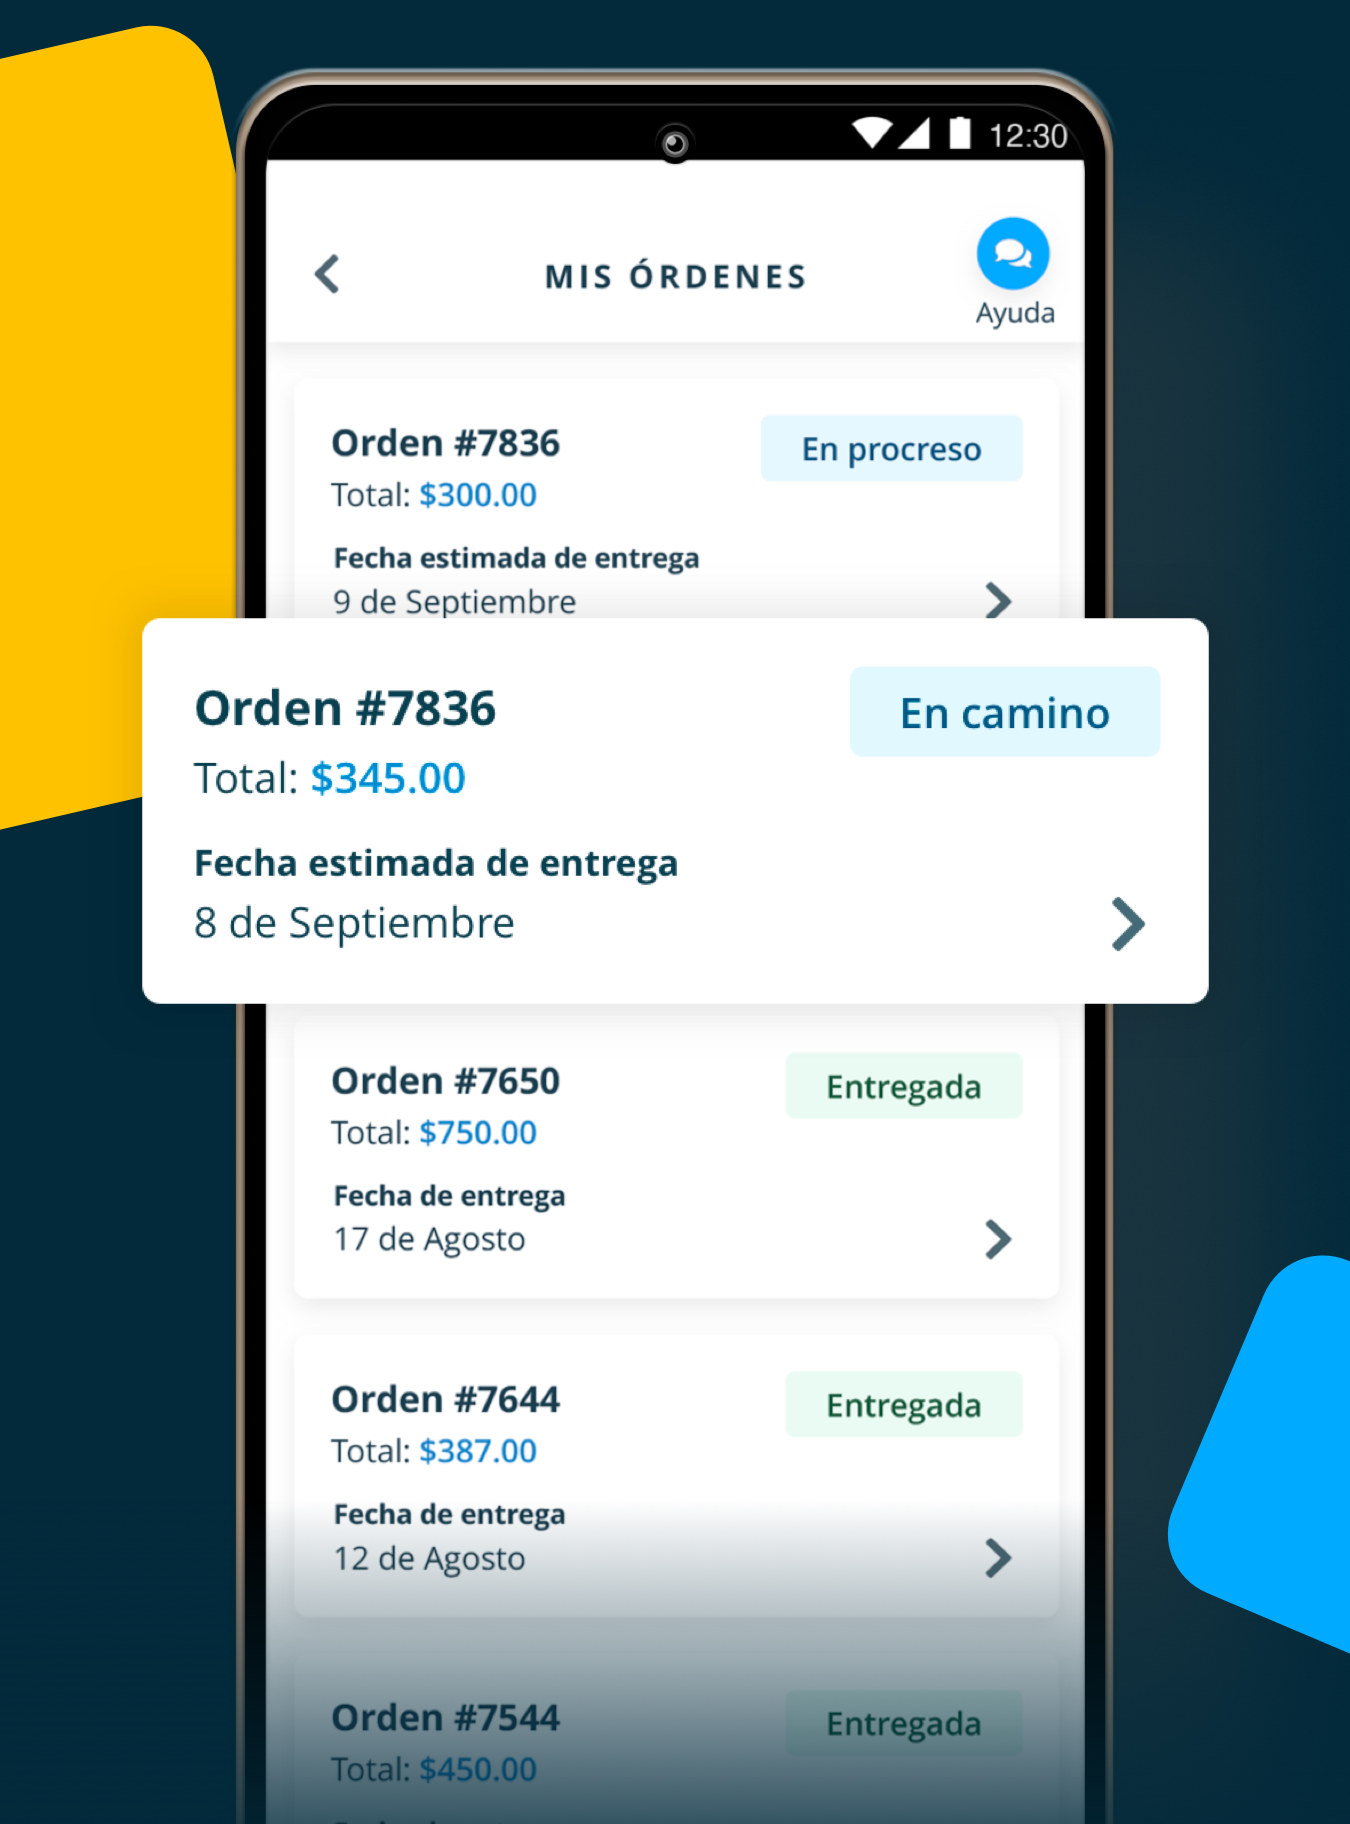 12:30
MIS ÓRDENES
Ayuda
Orden #7836
En procreso
Total: $300.00
Fecha estimada de entrega
9 de Septiembre
Orden #7836
En camino
Total: $345.00
Fecha estimada de entrega
8 de Septiembre
Orden #7650
Entregada
Total: $750.00
Fecha de entrega
17 de Agosto
Orden #7644
Entregada
Total: $387.00
Fecha de entrega
12 de Agosto
Orden #7544
Entregada
Total: $450.00